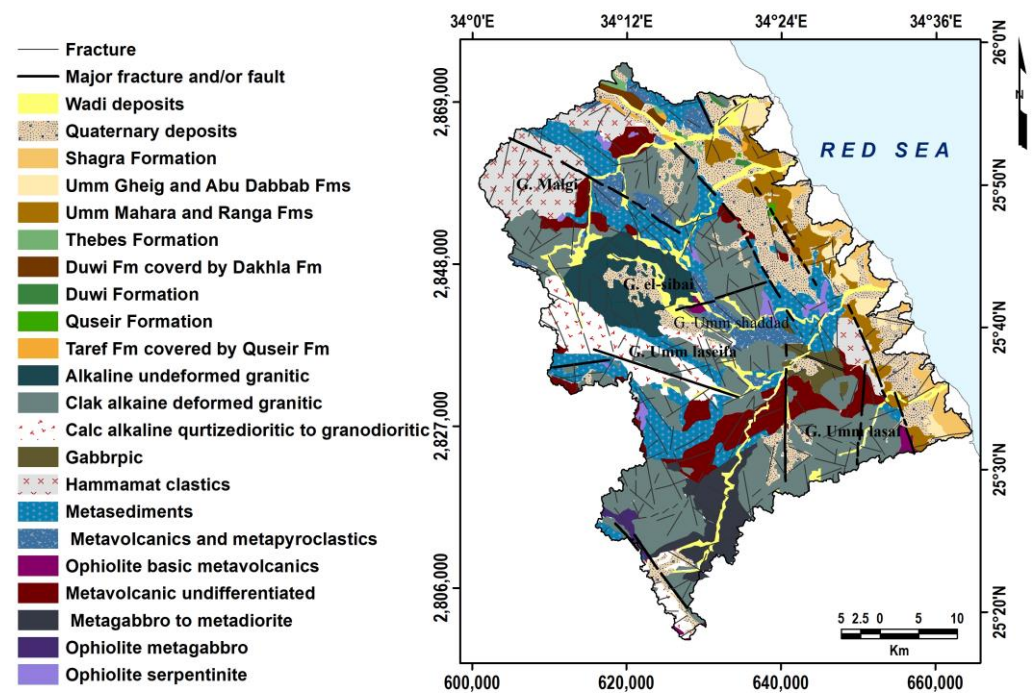 34°0'E 34°12'E 34°24'E 34°36'E
Fracture
Major fracture and/or fault
Wadi deposits
Quaternary deposits
Shagra Formation
Umm Gheig and Abu Dabbab Fms
Umm Mahara and Ranga Fms
Thebes Formation
Duwi Fm coverd by Dakhla Fm
Duwi Formation
Quseir Formation
Taref Fm covered by Quseir Fm
Alkaline undeformed granitic
Clak alkaine deformed granitic
Calc alkaline qurtizedioritic to granodioritic
Gabbrpic
Hammamat clastics
Metasediments
Metavolcanics and metapyroclastics
Ophiolite basic metavolcanics
Metavolcanic undifferentiated
Metagabbro to metadiorite
Ophiolite metagabbro
Ophiolite serpentinite
2,869,000
2,848,000
2,827,000
2,806,000
RED SEA
G. Malgi
G. el-sibai
G. Umm shaddad
G. Umm laseifa
G. Umm lasaf
N
26°0'N
25°50'N
25°40'N
25°30'N
25°20'N
5 2.5 0 5 10
Km
600,000 620,000 640,000 660,000